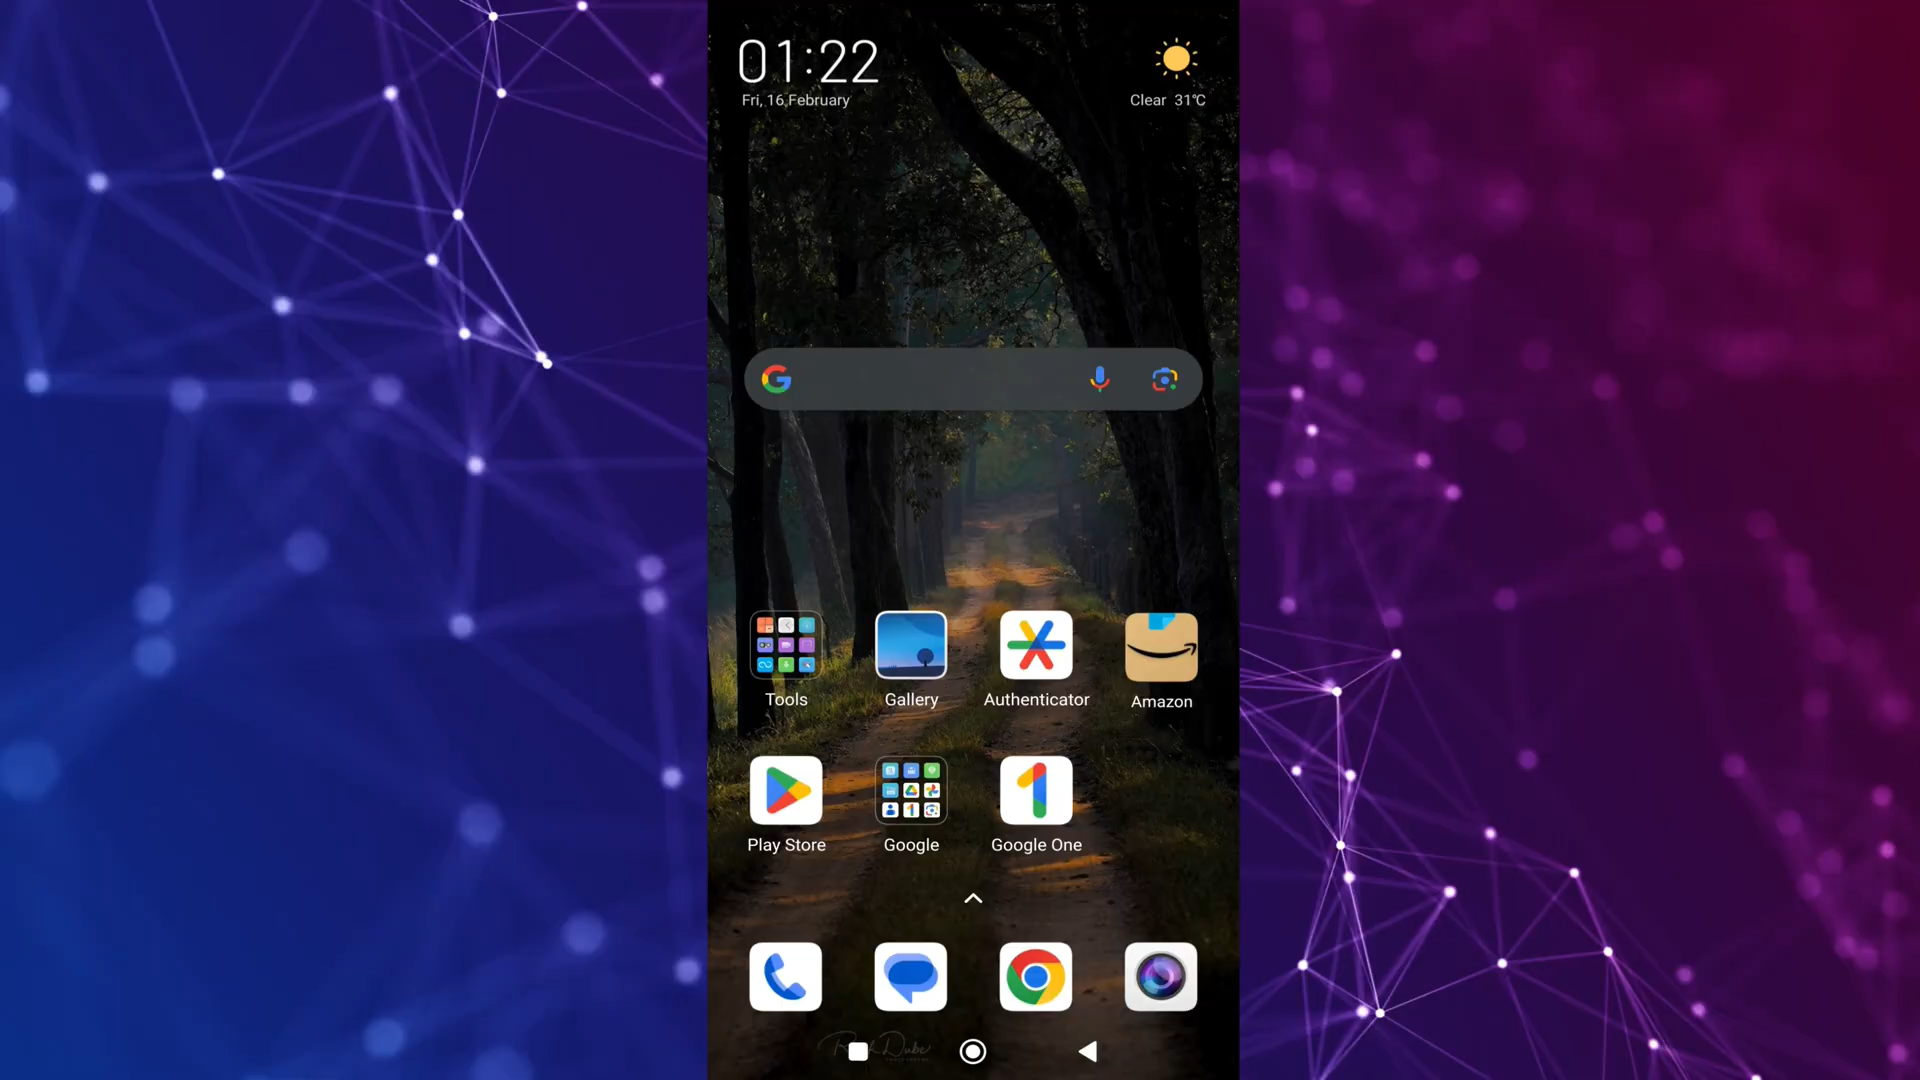 01:22
Fri, 16 February
Clear 31°C
Tools
Gallery
Authenticator
Amazon
Play Store
Google
Google One